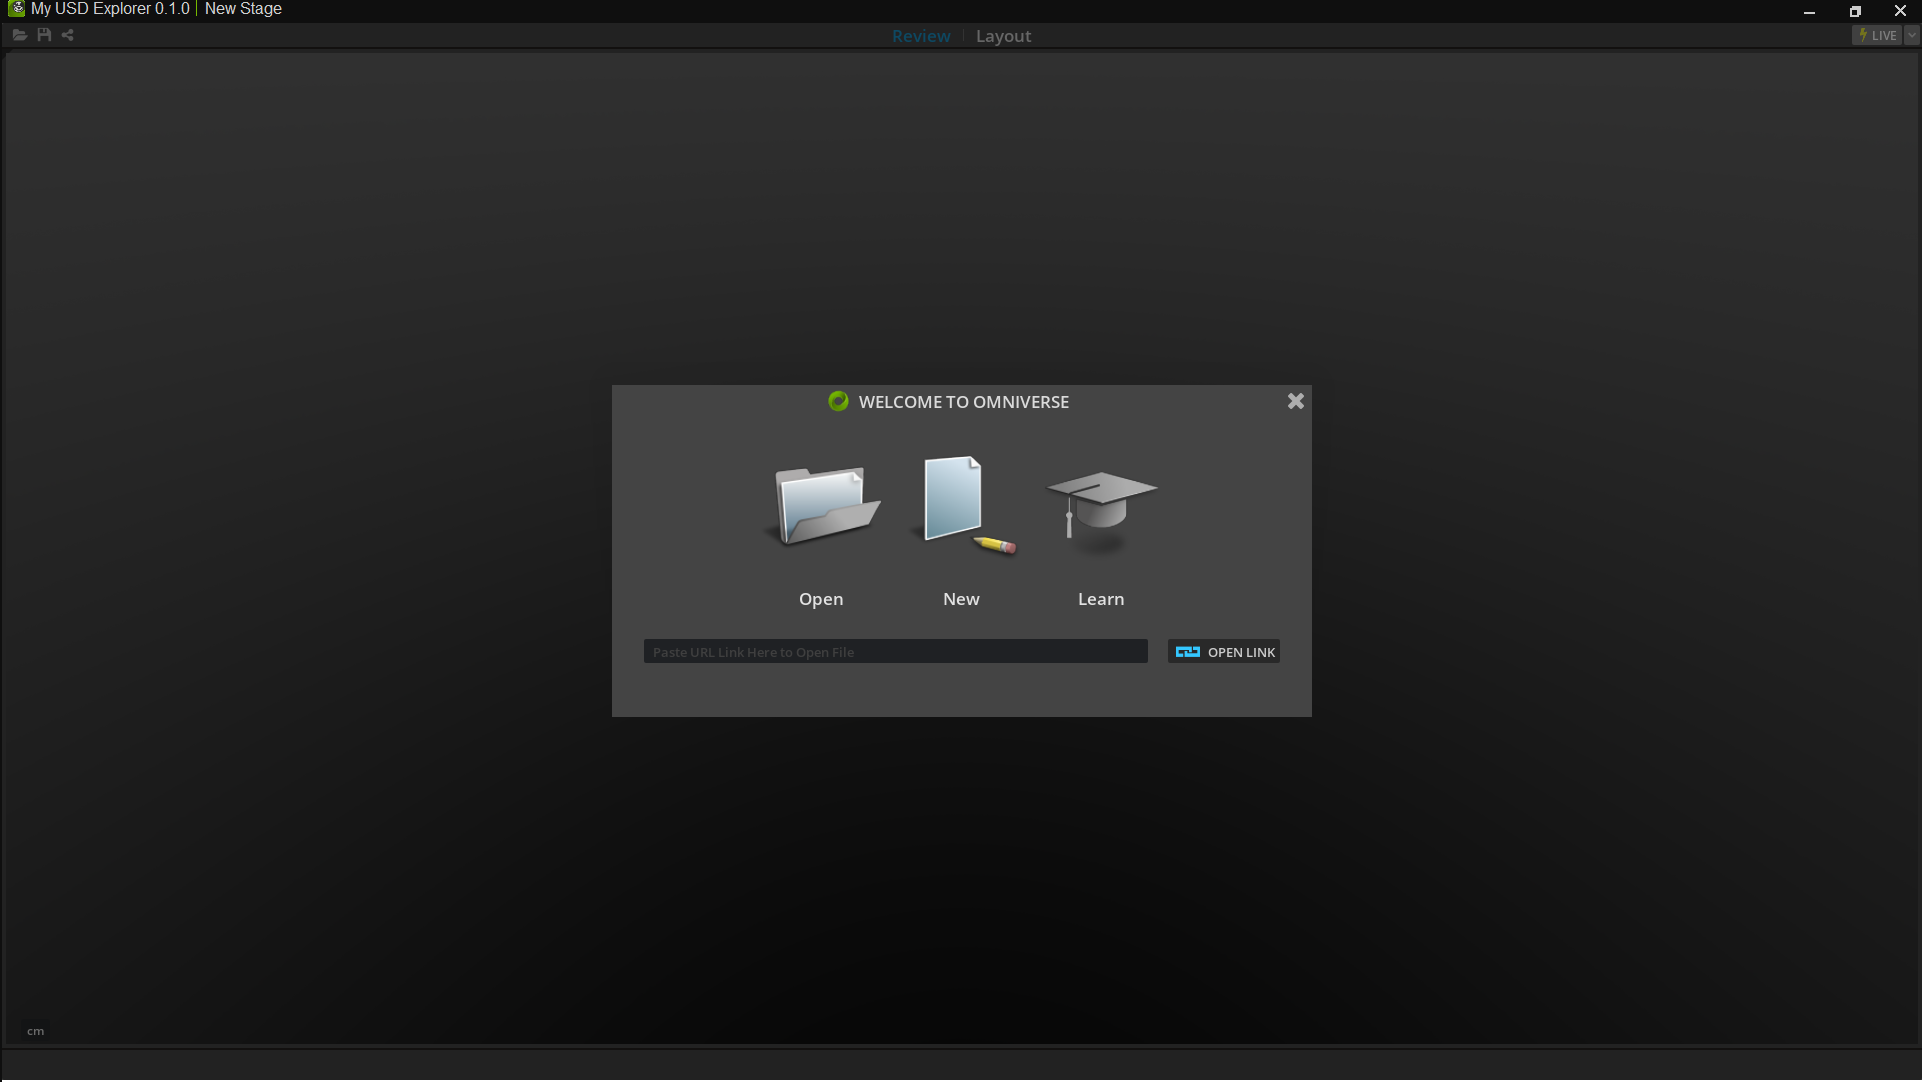 My USD Explorer 0.1.0 | New Stage
Review | Layout
LIVE
WELCOME TO OMNIVERSE
Open
New
Learn
Paste URL Link Here to Open File
OPEN LINK
cm